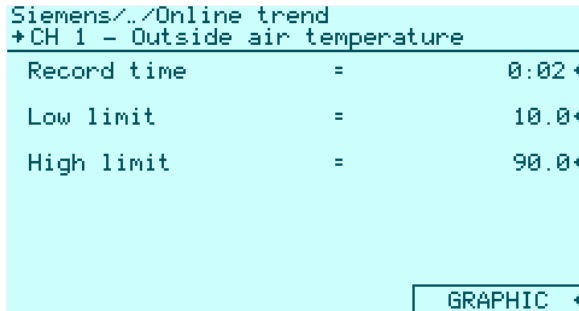 Siemens/../Online trend
→CH 1 – Outside air temperature
Record time = 0:02
Low limit = 10.0
High limit = 90.0
GRAPHIC